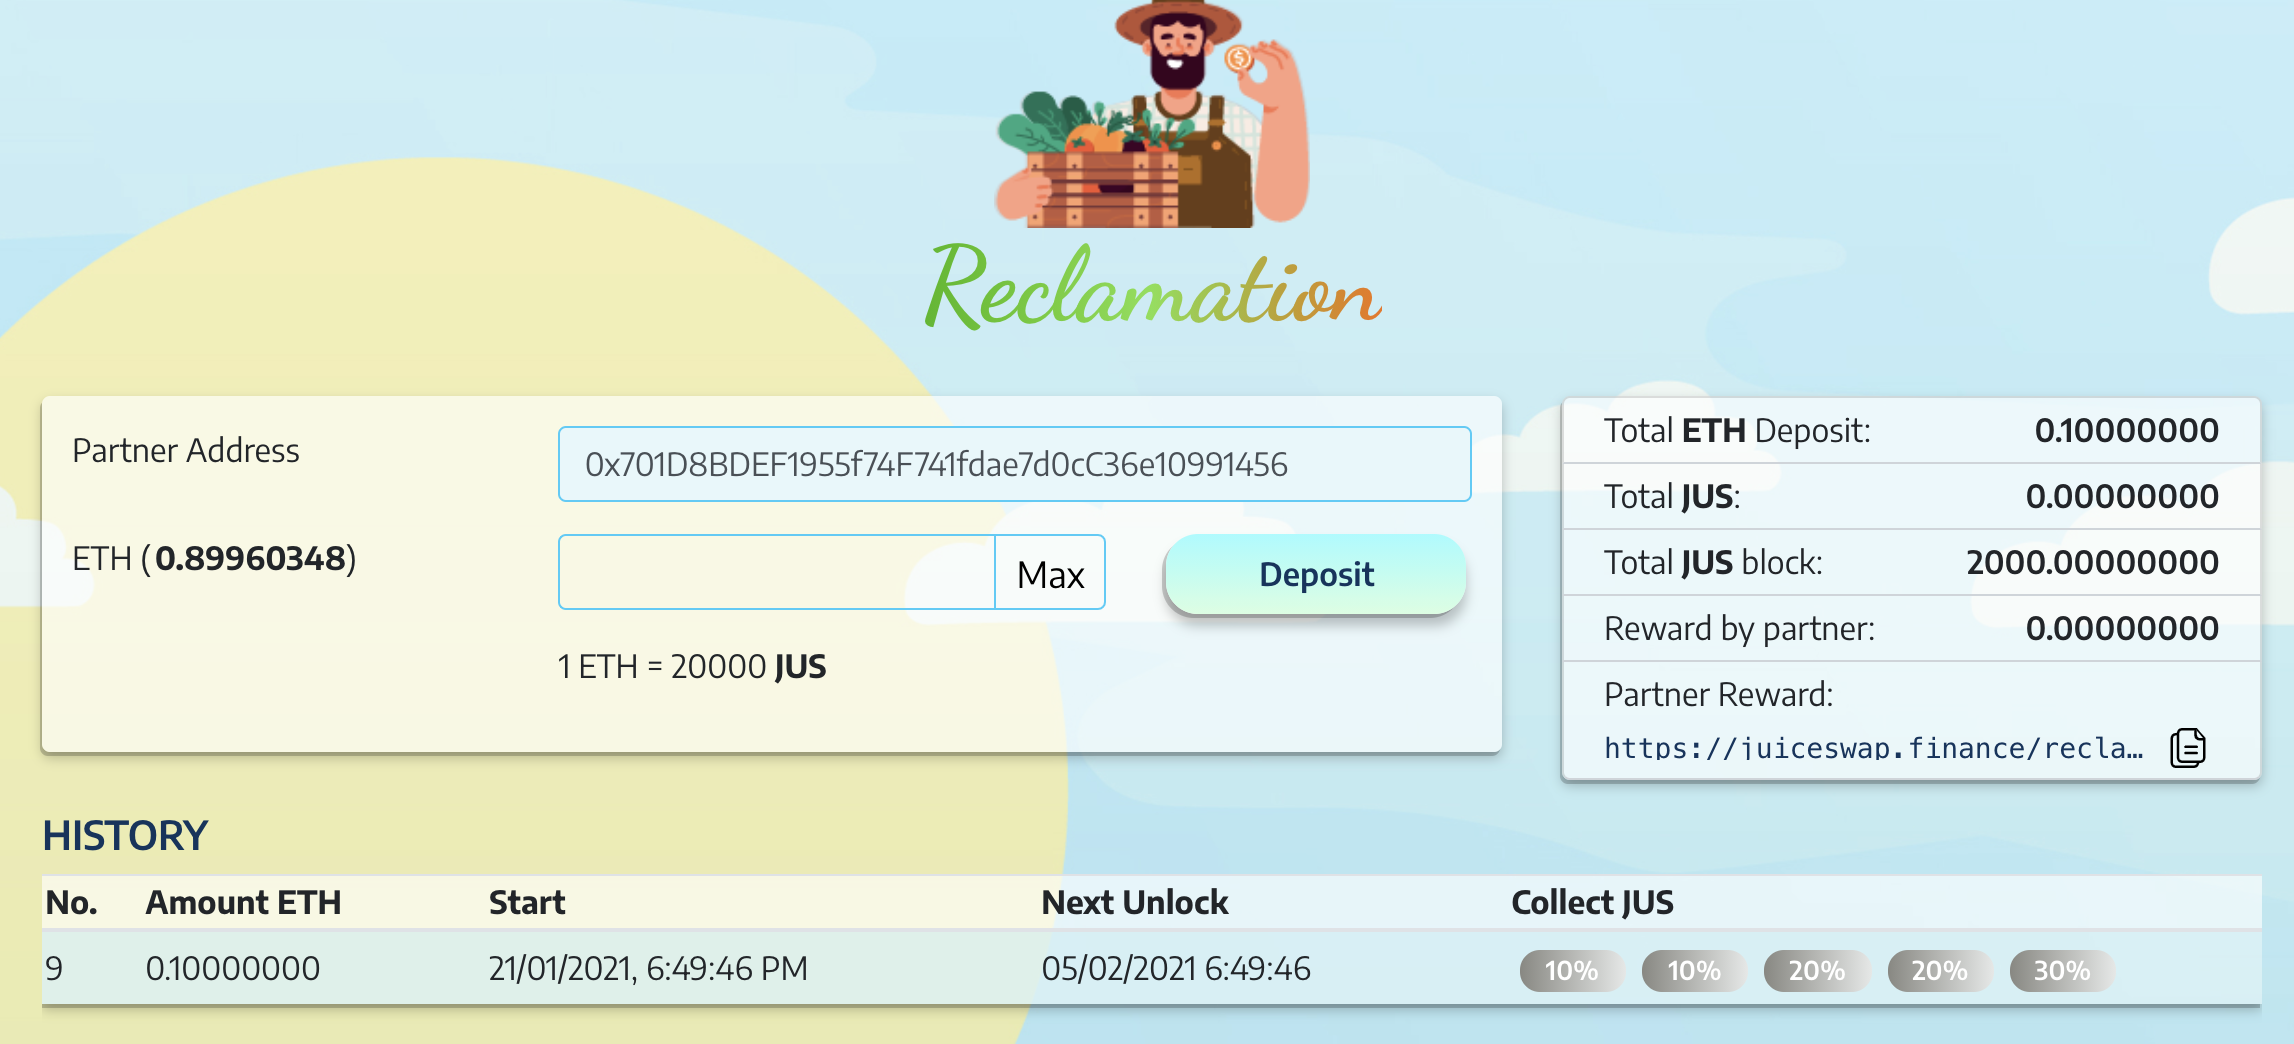 Reclamation
Partner Address
0x701D8BDEF1955f74F741fdae7d0cC36e10991456
ETH (0.89960348)
Max
Deposit
1 ETH = 20000 JUS
Total ETH Deposit: 0.10000000
Total JUS: 0.00000000
Total JUS block: 2000.00000000
Reward by partner: 0.00000000
Partner Reward:
https://juiceswap.finance/recla…
HISTORY
No. Amount ETH Start Next Unlock Collect JUS
9 0.10000000 21/01/2021, 6:49:46 PM 05/02/2021 6:49:46 10% 10% 20% 20% 30%